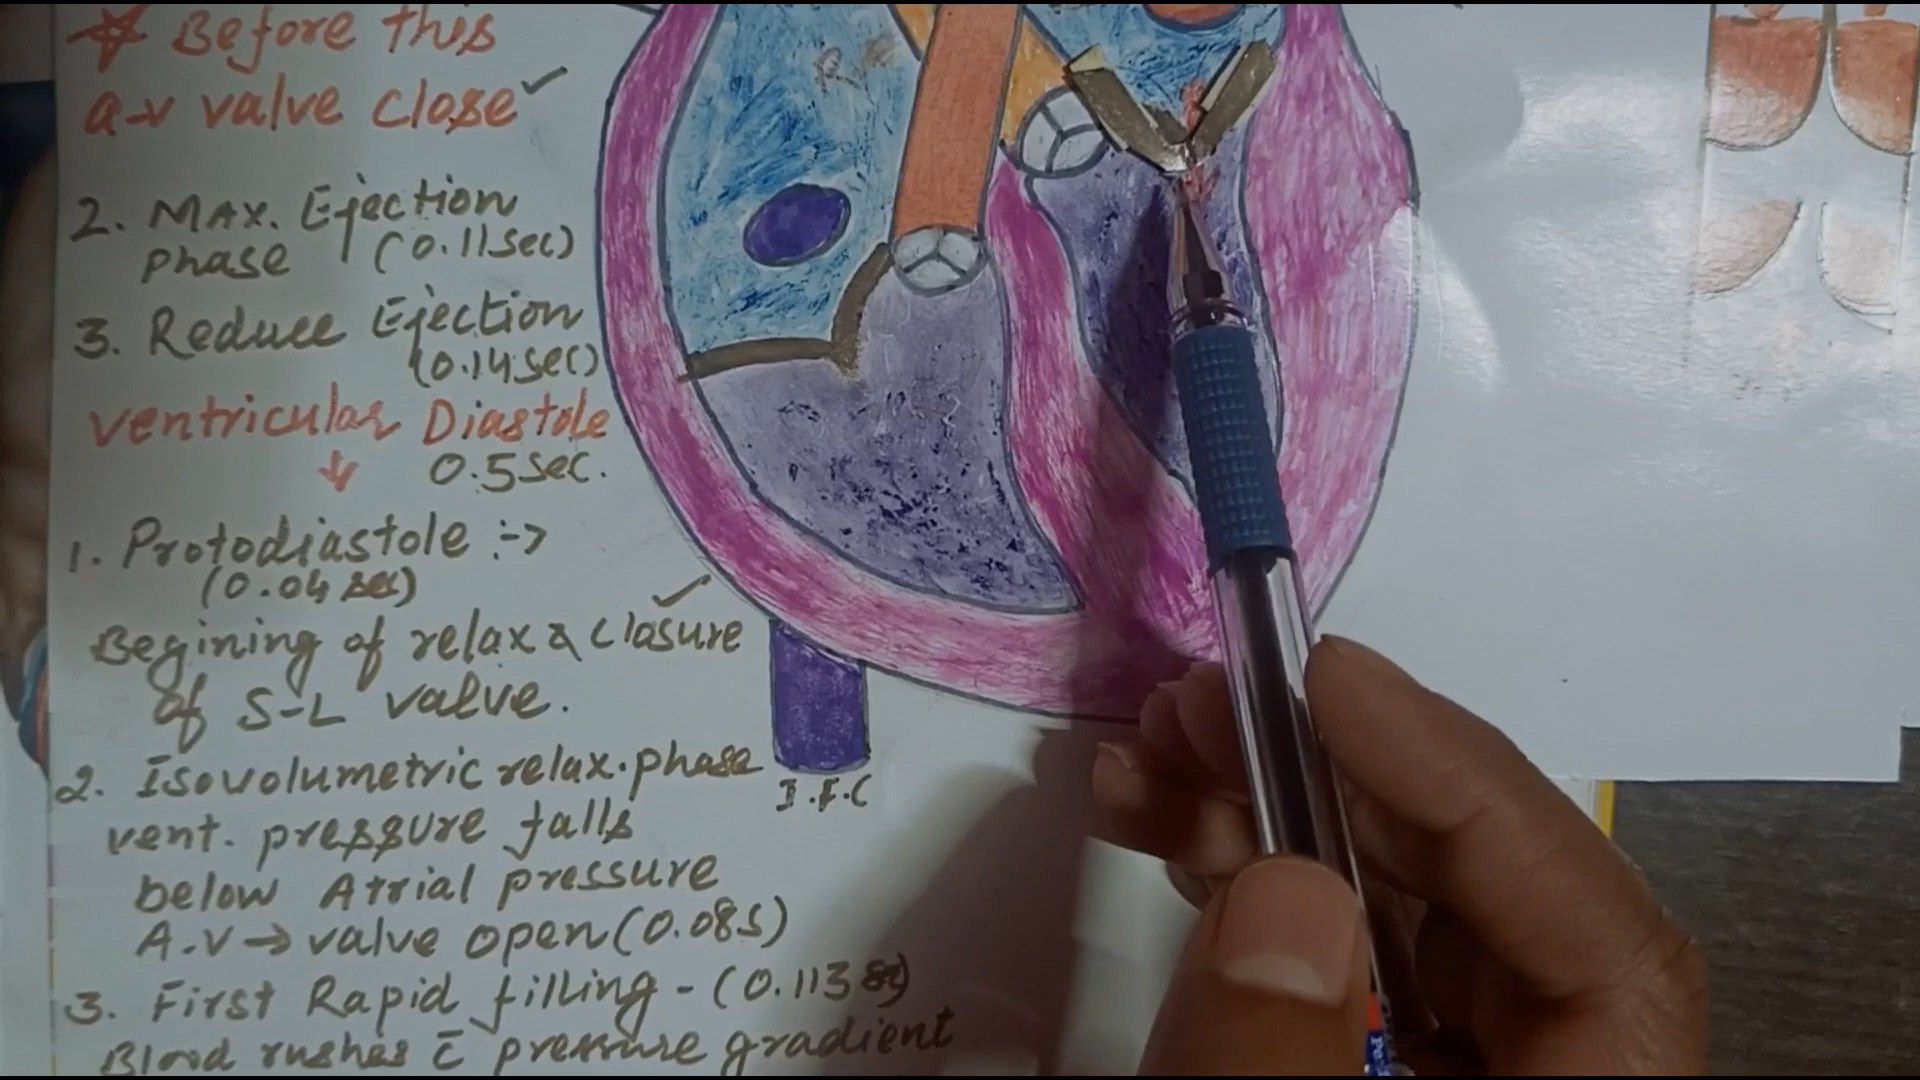 ☆ Before this
a-v valve close ✓
2. Max. Ejection
phase (0.11sec)
3. Reduce Ejection
(0.14sec)
Ventricular Diastole
↓ 0.5sec.
1. Protodiastole :->
(0.04 sec)
Begining of relax & closure ✓
of S-L valve.
2. Isovolumetric relax. phase
vent. pressure falls
below Atrial pressure
A.V → valve open (0.08s)
3. First Rapid filling - (0.113 s)
Blood rushes c̄ pressure gradient
I.F.C